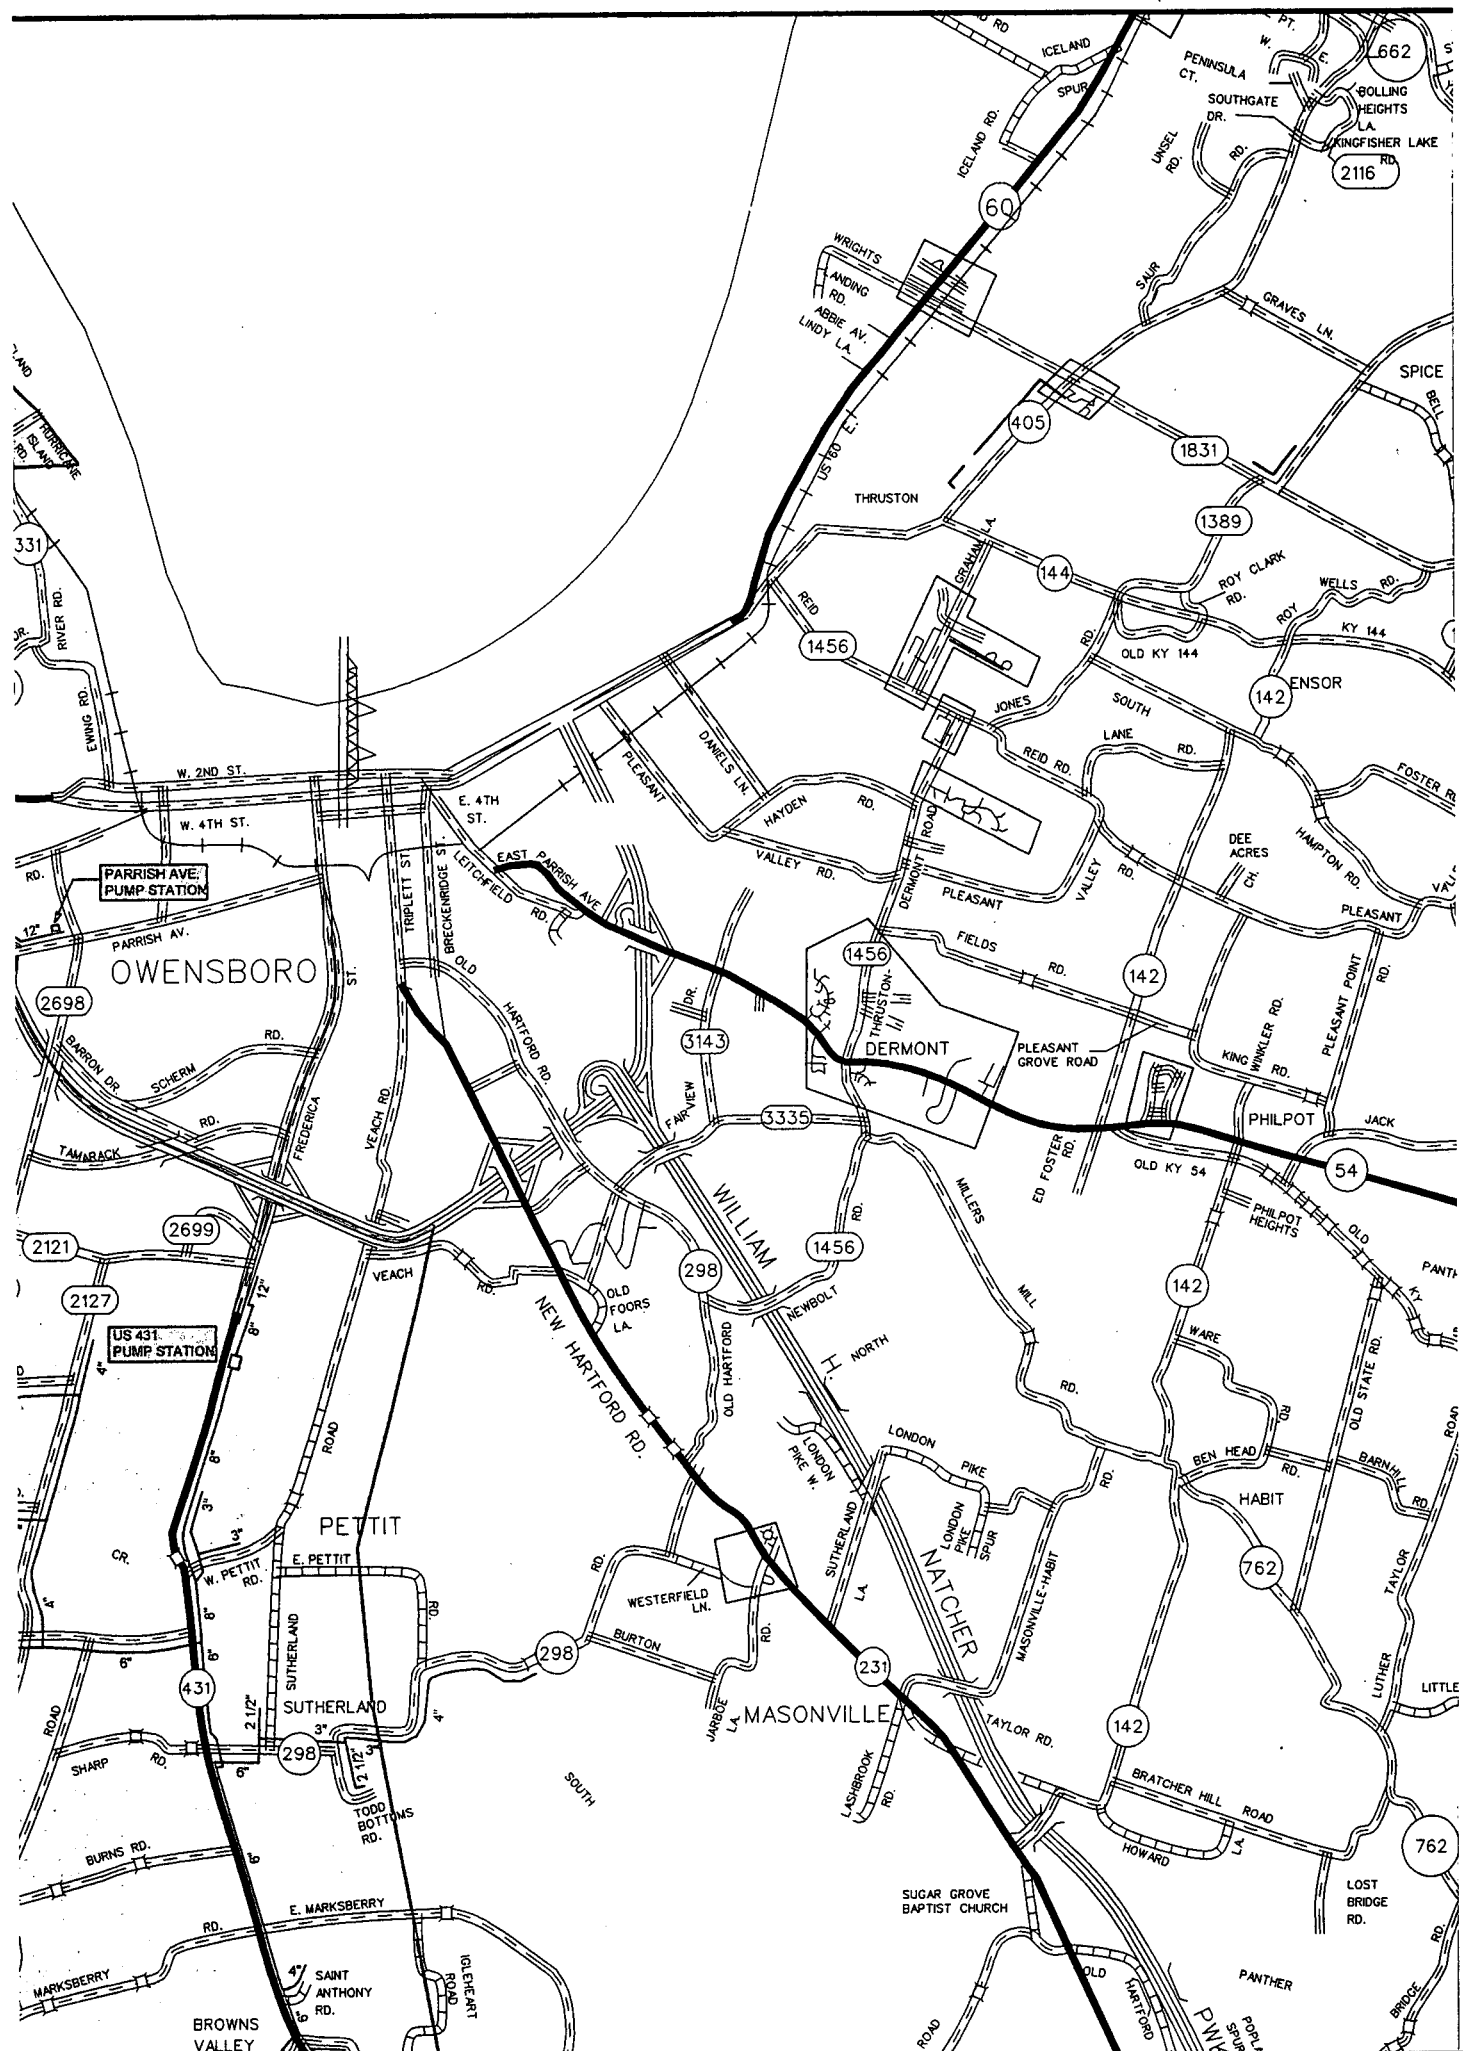 RD
ICELAND
SPUR
ICELAND RD.
PT.
W.
E.
662
PENINSULA
CT.
SOUTHGATE
DR.
BOLLING
HEIGHTS
LA.
KINGFISHER LAKE
RD
2116
UNSEL
RD.
RD.
SAUR
60
WRIGHTS
ANDING
RD.
ABBIE AV.
LINDY LA.
GRAVES LN.
SPICE
BELL
405
1831
US 60 E.
THRUSTON
1389
HURRICANE
ISLAND
RD.
331
RIVER RD.
DR.
EWING RD.
GRAHAM LA.
144
ROY CLARK
RD.
WELLS RD.
ROY
KY 144
OLD KY 144
REID
1456
RD.
JONES
142
ENSOR
SOUTH
LANE RD.
REID RD.
FOSTER
HAMPTON RD.
W. 2ND ST.
W. 4TH ST.
E. 4TH
ST.
PLEASANT
DANIELS LN.
HAYDEN
RD.
VALLEY RD.
ROAD
DERMONT
PLEASANT
VALLEY
RD.
DEE
ACRES
CH.
PLEASANT
RD.
PARRISH AVE.
PUMP STATION
12"
PARRISH AV.
LEITCHFIELD
RD.
EAST PARRISH AVE
TRIPLETT ST.
BRECKENRIDGE ST.
OWENSBORO
ST.
OLD
HARTFORD
RD.
2698
BARRON DR.
SCHERM
RD.
TAMARACK
RD.
FREDERICA
VEACH RD.
DR.
3143
FAIRVIEW
3335
1456
THRUSTON-
DERMONT
FIELDS
RD.
142
PLEASANT
GROVE ROAD
KING
RD.
WINKLER RD.
PLEASANT POINT
RD.
PHILPOT
JACK
ED FOSTER
RD.
OLD KY 54
54
PHILPOT
HEIGHTS
OLD
KY
MILLERS
MILL
RD.
WILLIAM
1456
RD.
298
NEWBOLT
NORTH
2121
2699
2127
12"
8"
4"
US 431
PUMP STATION
VEACH
RD.
OLD
FOORS
LA.
NEW HARTFORD RD.
OLD HARTFORD
142
WARE
RD.
BEN HEAD
RD.
OLD STATE RD.
BARNHILL
RD.
ROAD
HABIT
762
TAYLOR
LUTHER
LITTLE
ROAD
8"
3"
3"
PETTIT
CR.
W. PETTIT
RD.
E. PETTIT
RD.
4"
8"
6"
6"
431
SUTHERLAND
SUTHERLAND
2 1/2"
3"
4"
298
3"
2 1/2"
6"
TODD
BOTTOMS
RD.
ROAD
SHARP
RD.
298
RD.
WESTERFIELD
LN.
BURTON
RD.
JARBOE
LA.
LONDON
PIKE W.
LONDON
PIKE
LONDON
PIKE
SPUR
SUTHERLAND
LA.
RD.
MASONVILLE-HABIT
NATCHER
231
MASONVILLE
TAYLOR RD.
LASHBROOK
RD.
SOUTH
142
BRATCHER HILL ROAD
HOWARD
LA.
762
LOST
BRIDGE
RD.
SUGAR GROVE
BAPTIST CHURCH
BURNS RD.
6"
E. MARKSBERRY
RD.
MARKSBERRY
4"
SAINT
ANTHONY
RD.
6"
BROWNS
VALLEY
IGLEHEART
ROAD
ROAD
OLD
HARTFORD
PANTHER
RD.
BRIDGE